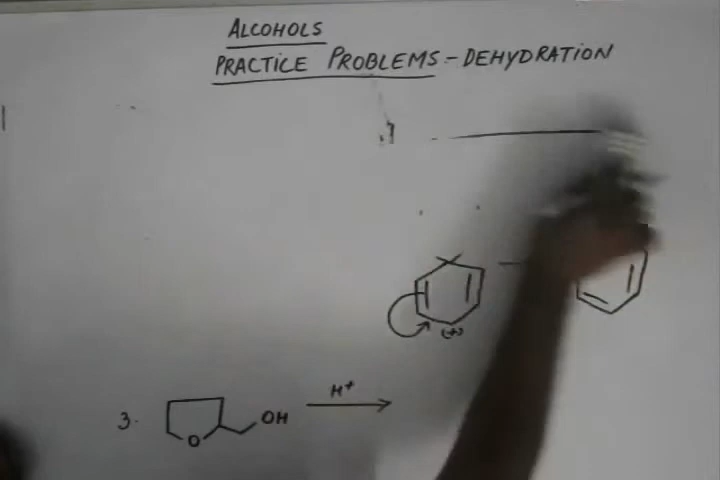 ALCOHOLS
PRACTICE PROBLEMS - DEHYDRATION
(+)
3. O OH H+